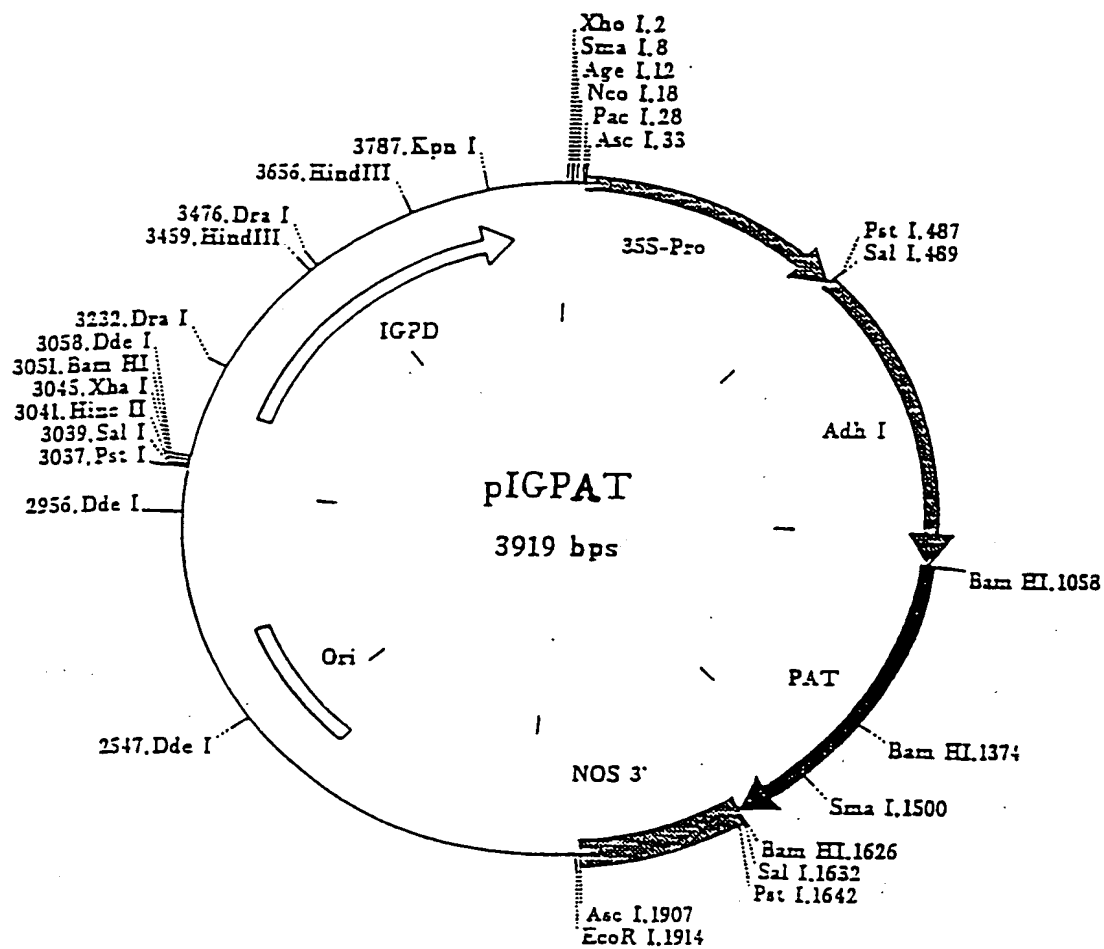 Xho I.2
Sma I.8
Age I.12
Nco I.18
Pac I.28
Asc I.33
3787.Kpn I
3656.HindIII
3476.Dra I
3459.HindIII
35S-Pro
Pst I.487
Sal I.489
IGPD
3232.Dra I
3058.Dde I
3051.Bam HI
3045.Xba I
3041.Hinc II
3039.Sal I
3037.Pst I
Adh I
2956.Dde I
pIGPAT
3919 bps
Bam HI.1058
Ori
PAT
2547.Dde I
Bam HI.1374
NOS 3'
Sma I.1500
Bam HI.1626
Sal I.1632
Pst I.1642
Asc I.1907
EcoR I.1914